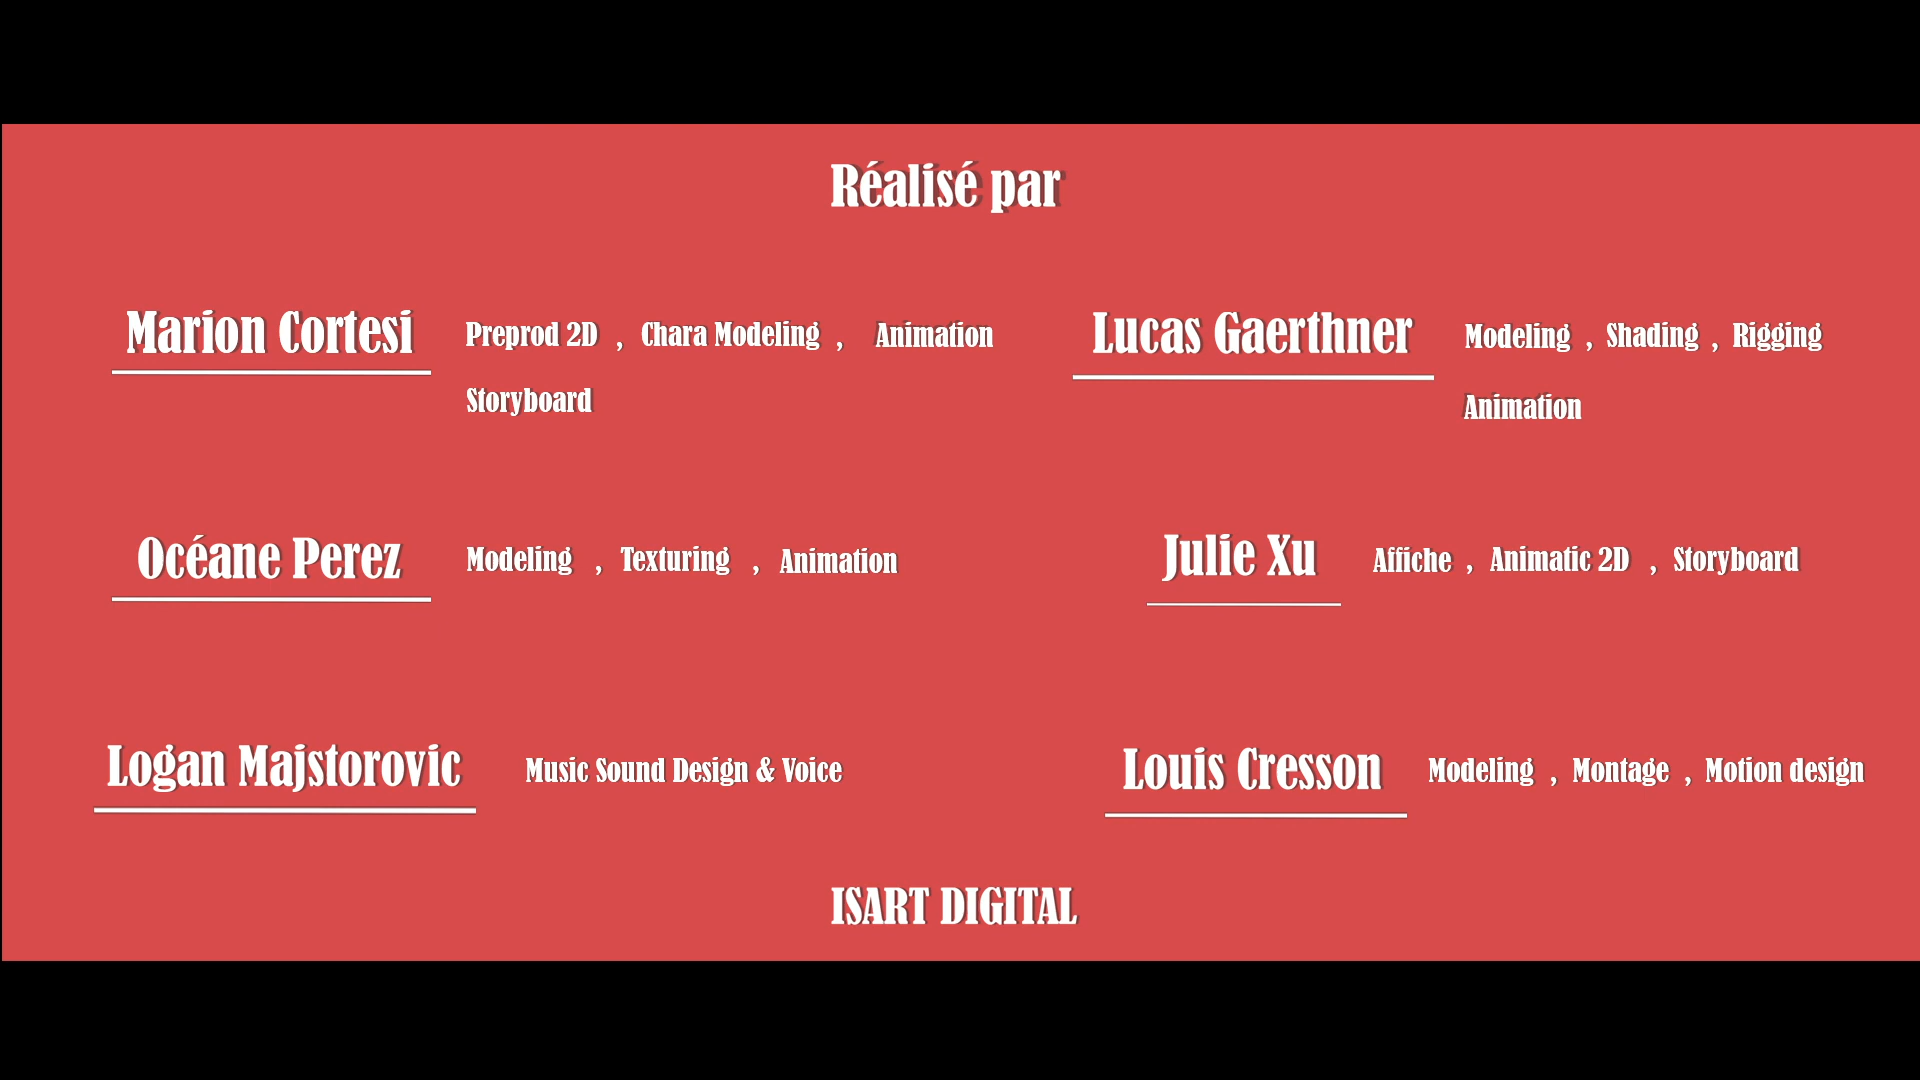 Réalisé par
Marion Cortesi Preprod 2D , Chara Modeling , Animation
Storyboard
Lucas Gaerthner Modeling , Shading , Rigging
Animation
Océane Perez Modeling , Texturing , Animation
Julie Xu Affiche , Animatic 2D , Storyboard
Logan Majstorovic Music Sound Design & Voice
Louis Cresson Modeling , Montage , Motion design
ISART DIGITAL